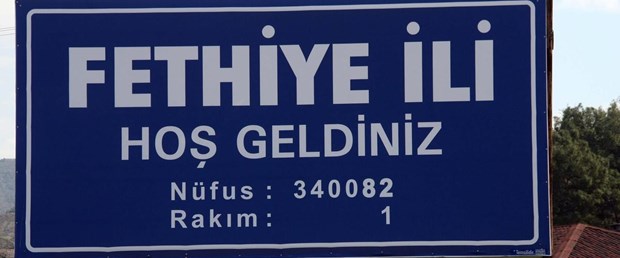 FETHİYE İLİ
HOŞ GELDİNİZ
Nüfus : 340082
Rakım : 1